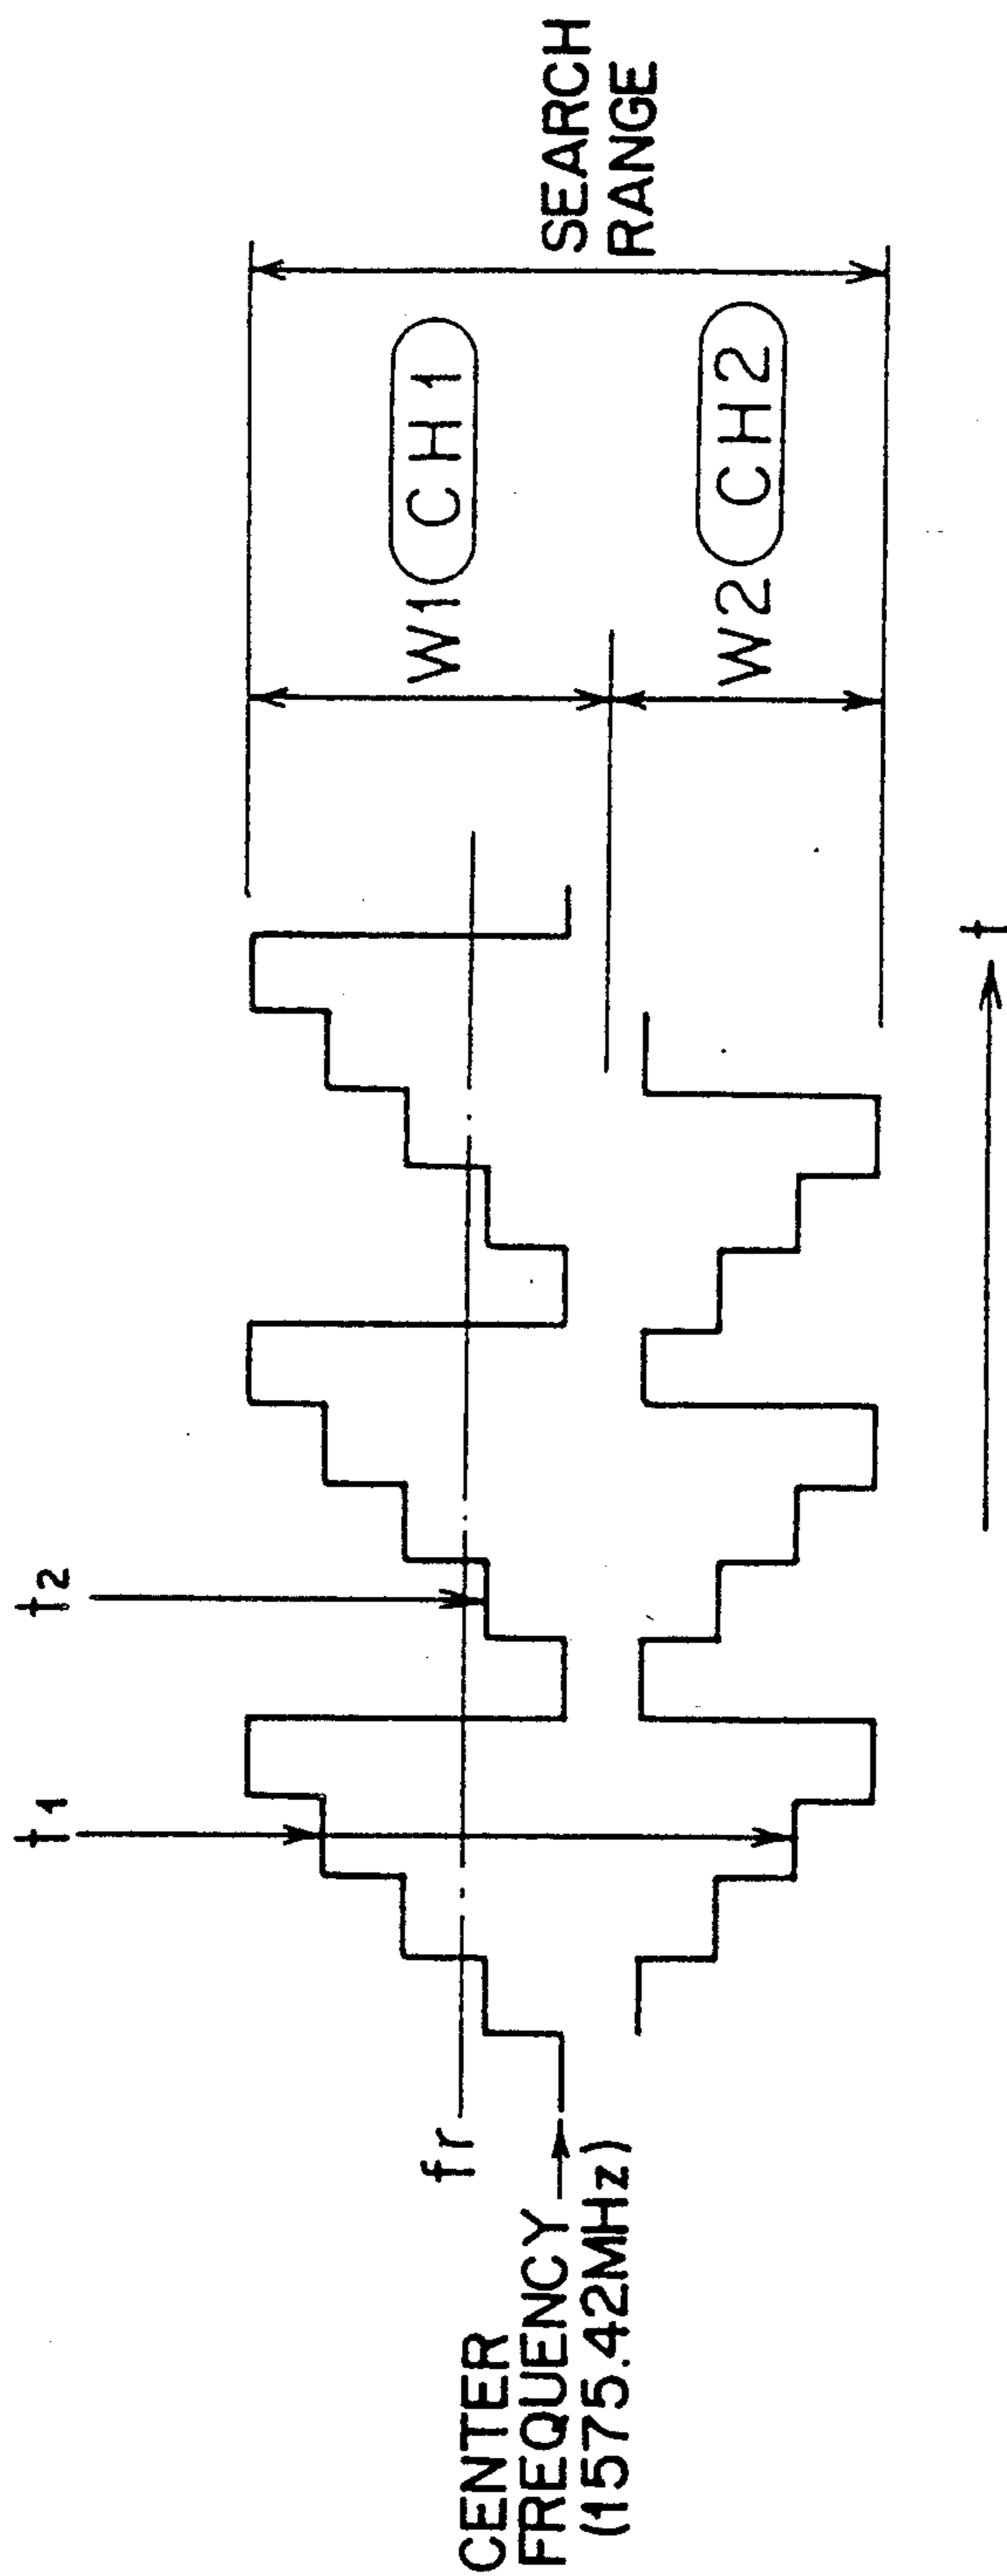 t1
t2
fr
CENTER
FREQUENCY
(1575.42MHz)
W1 CH1
W2 CH2
SEARCH
RANGE
t